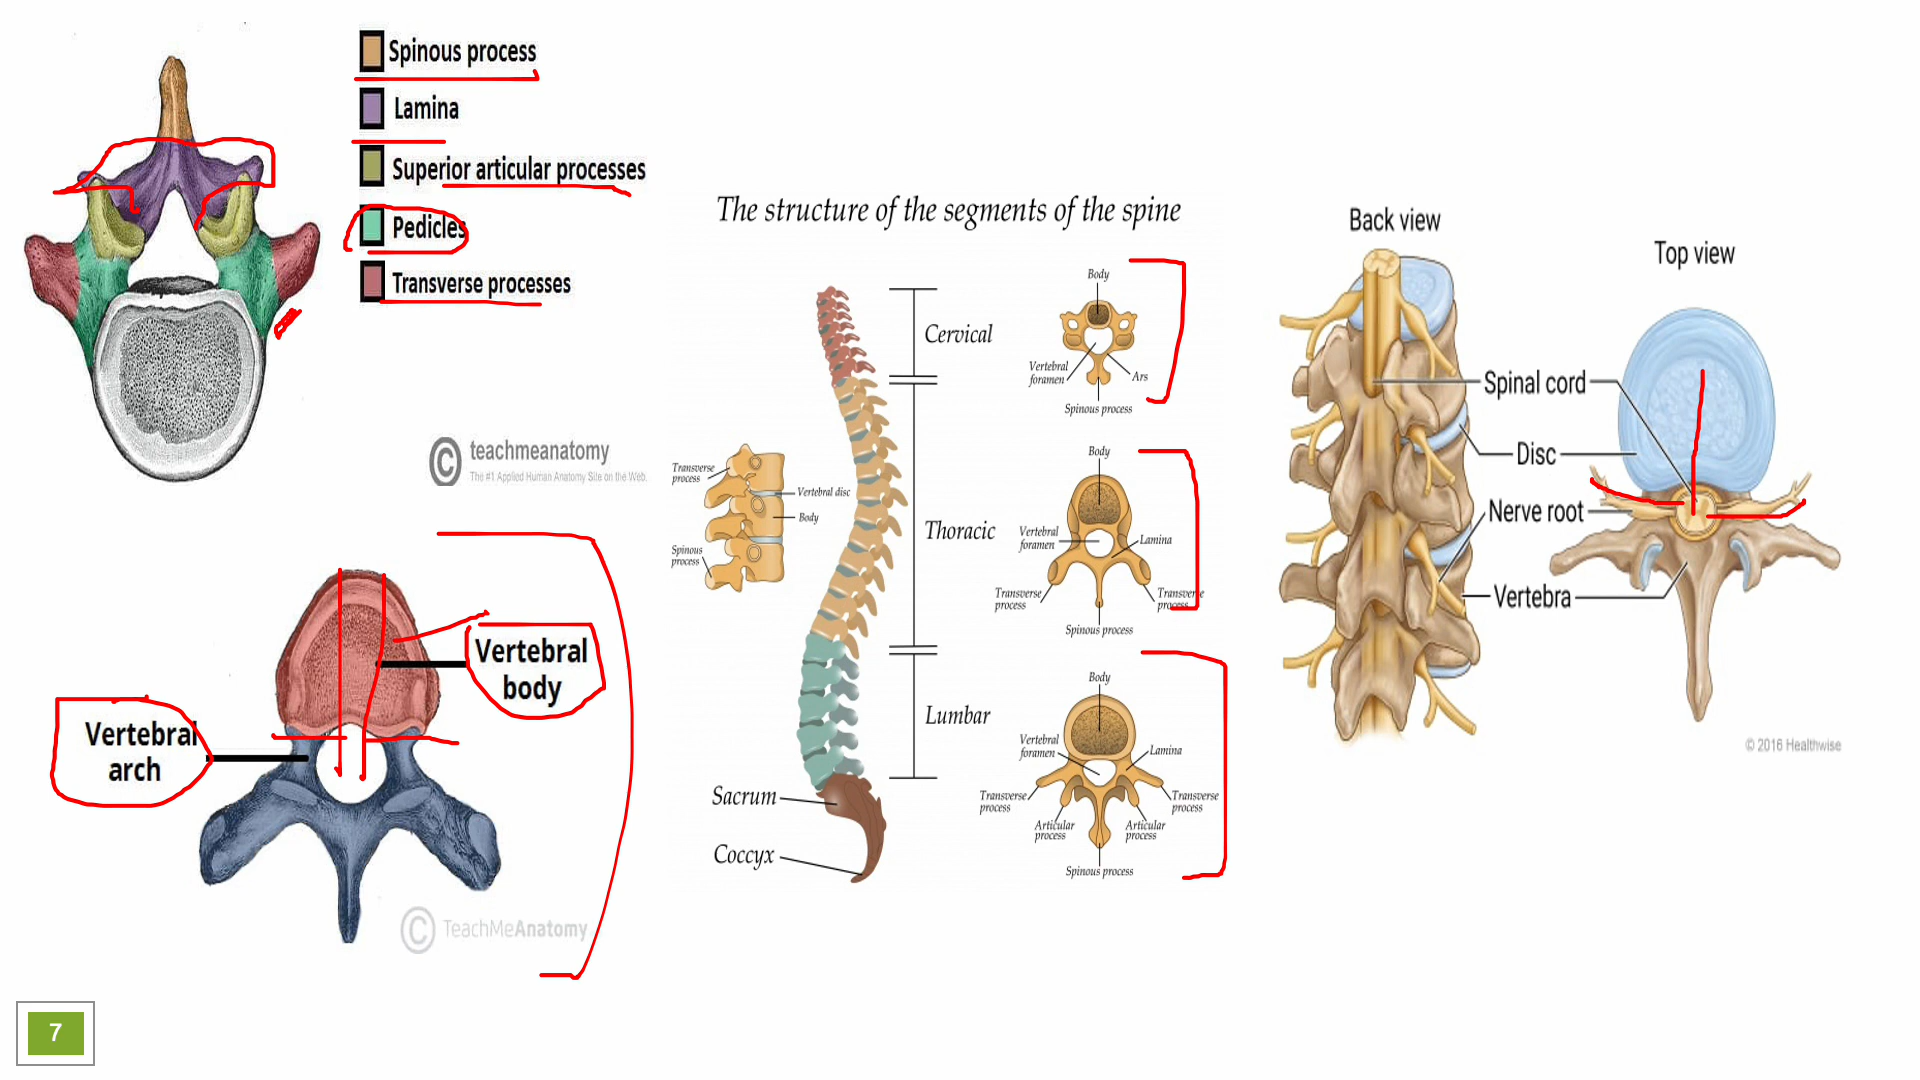 Spinous process
Lamina
Superior articular processes
Pedicles
Transverse processes
© teachmeanatomy
The #1 Applied Human Anatomy Site on the Web.
Vertebral
body
Vertebral
arch
© TeachMeAnatomy
The structure of the segments of the spine
Transverse
process
Vertebral disc
Body
Spinous
process
Cervical
Thoracic
Lumbar
Sacrum
Coccyx
Body
Vertebral
foramen
Ars
Spinous process
Body
Vertebral
foramen
Lamina
Transverse
process
Transverse
process
Spinous process
Body
Vertebral
foramen
Lamina
Transverse
process
Transverse
process
Articular
process
Articular
process
Spinous process
Back view
Top view
Spinal cord
Disc
Nerve root
Vertebra
© 2016 Healthwise
7